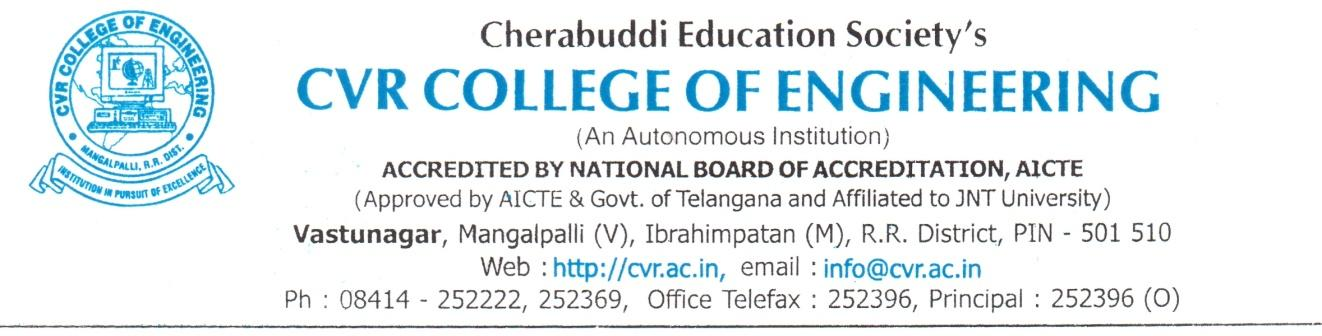 CVR COLLEGE OF ENGINEERING
MANGALPALLI, R.R. DIST.
INSTITUTION IN PURSUIT OF EXCELLENCE
Cherabuddi Education Society's
CVR COLLEGE OF ENGINEERING
(An Autonomous Institution)
ACCREDITED BY NATIONAL BOARD OF ACCREDITATION, AICTE
(Approved by AICTE & Govt. of Telangana and Affiliated to JNT University)
Vastunagar, Mangalpalli (V), Ibrahimpatan (M), R.R. District, PIN - 501 510
Web : http://cvr.ac.in, email : info@cvr.ac.in
Ph : 08414 - 252222, 252369, Office Telefax : 252396, Principal : 252396 (O)